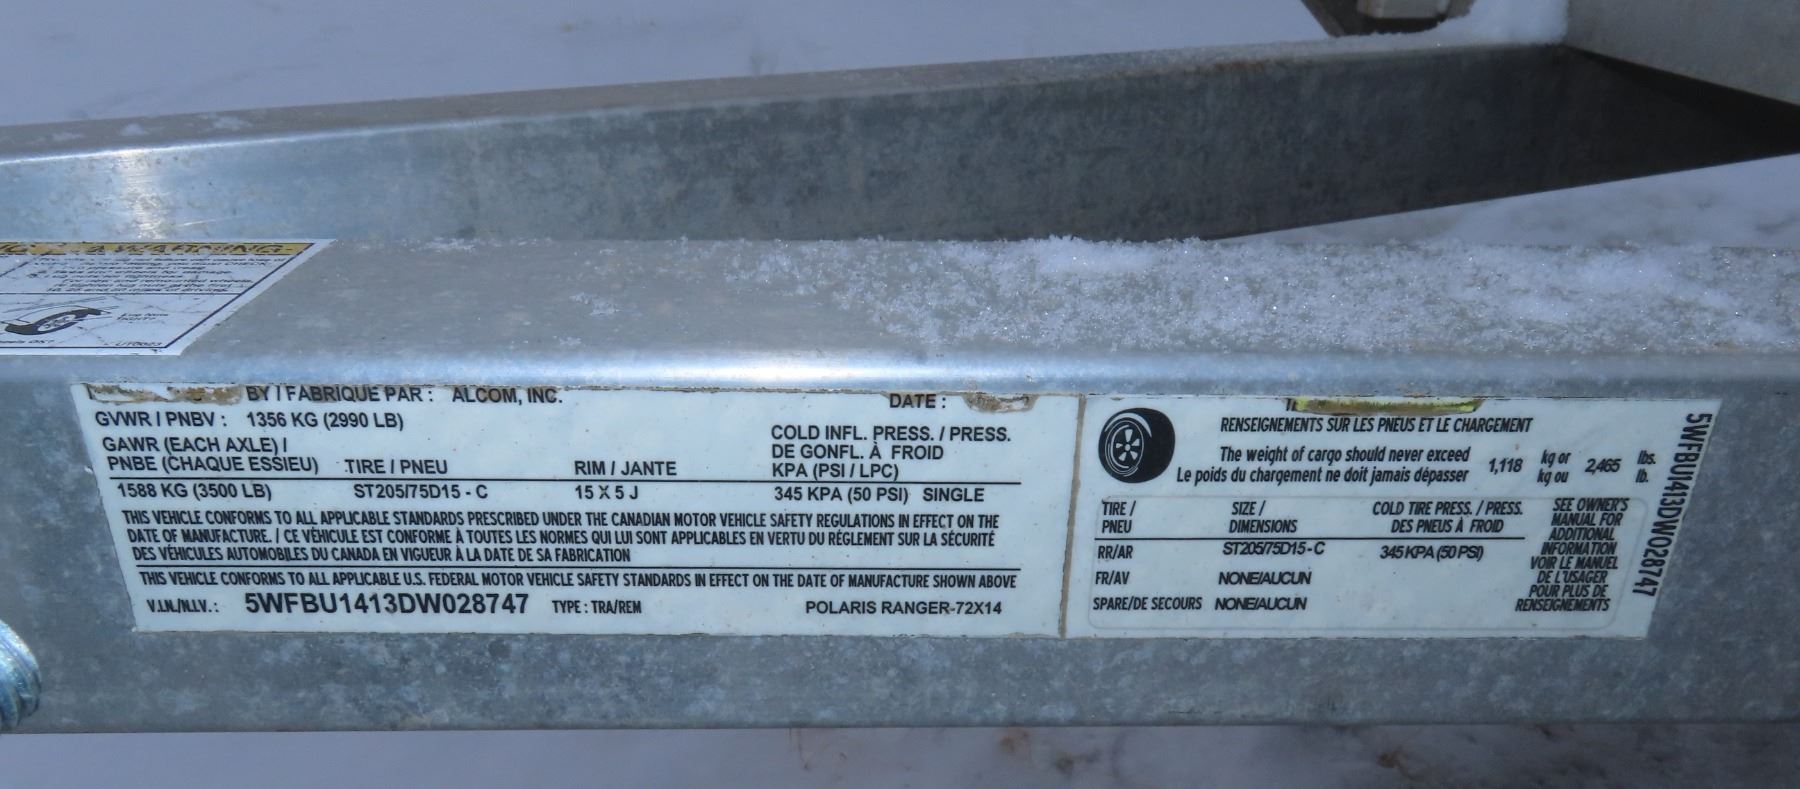 WARNING
BY / FABRIQUÉ PAR : ALCOM, INC.
DATE :
GVWR / PNBV : 1356 KG (2990 LB)
GAWR (EACH AXLE) /
PNBE (CHAQUE ESSIEU) TIRE / PNEU RIM / JANTE
COLD INFL. PRESS. / PRESS.
DE GONFL. À FROID
KPA (PSI / LPC)
1588 KG (3500 LB) ST205/75D15 - C 15 X 5 J 345 KPA (50 PSI) SINGLE
THIS VEHICLE CONFORMS TO ALL APPLICABLE STANDARDS PRESCRIBED UNDER THE CANADIAN MOTOR VEHICLE SAFETY REGULATIONS IN EFFECT ON THE
DATE OF MANUFACTURE. / CE VÉHICULE EST CONFORME À TOUTES LES NORMES QUI LUI SONT APPLICABLES EN VERTU DU RÉGLEMENT SUR LA SÉCURITÉ
DES VÉHICULES AUTOMOBILES DU CANADA EN VIGUEUR À LA DATE DE SA FABRICATION
THIS VEHICLE CONFORMS TO ALL APPLICABLE U.S. FEDERAL MOTOR VEHICLE SAFETY STANDARDS IN EFFECT ON THE DATE OF MANUFACTURE SHOWN ABOVE
V.I.N./N.I.V.: 5WFBU1413DW028747 TYPE : TRA/REM POLARIS RANGER-72X14
RENSEIGNEMENTS SUR LES PNEUS ET LE CHARGEMENT
The weight of cargo should never exceed
Le poids du chargement ne doit jamais dépasser
1,118 kg or 2,465 lbs.
kg ou lb.
TIRE / SIZE / COLD TIRE PRESS. / PRESS.
PNEU DIMENSIONS DES PNEUS À FROID
RR/AR ST205/75D15 - C 345 KPA (50 PSI)
FR/AV NONE/AUCUN
SPARE/DE SECOURS NONE/AUCUN
SEE OWNER'S
MANUAL FOR
ADDITIONAL
INFORMATION
VOIR LE MANUEL
DE L'USAGER
POUR PLUS DE
RENSEIGNEMENTS
5WFBU1413DW028747